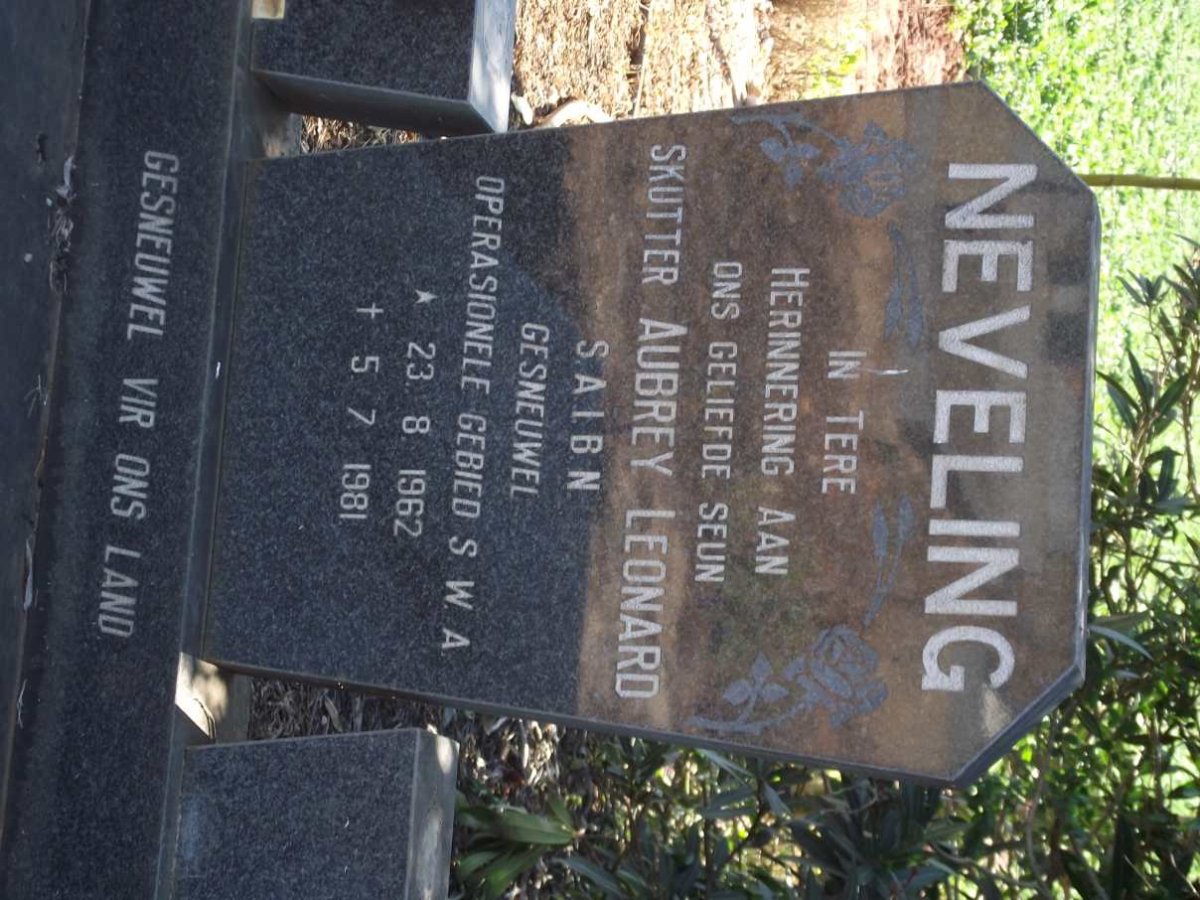 NEVELING
IN TERE
HERINNERING AAN
ONS GELIEFDE SEUN
SKUTTER AUBREY LEONARD
SAIBN
GESNEUWEL
OPERASIONELE GEBIED S.W.A.
★ 23. 8. 1962
† 5. 7. 1981
GESNEUWEL VIR ONS LAND